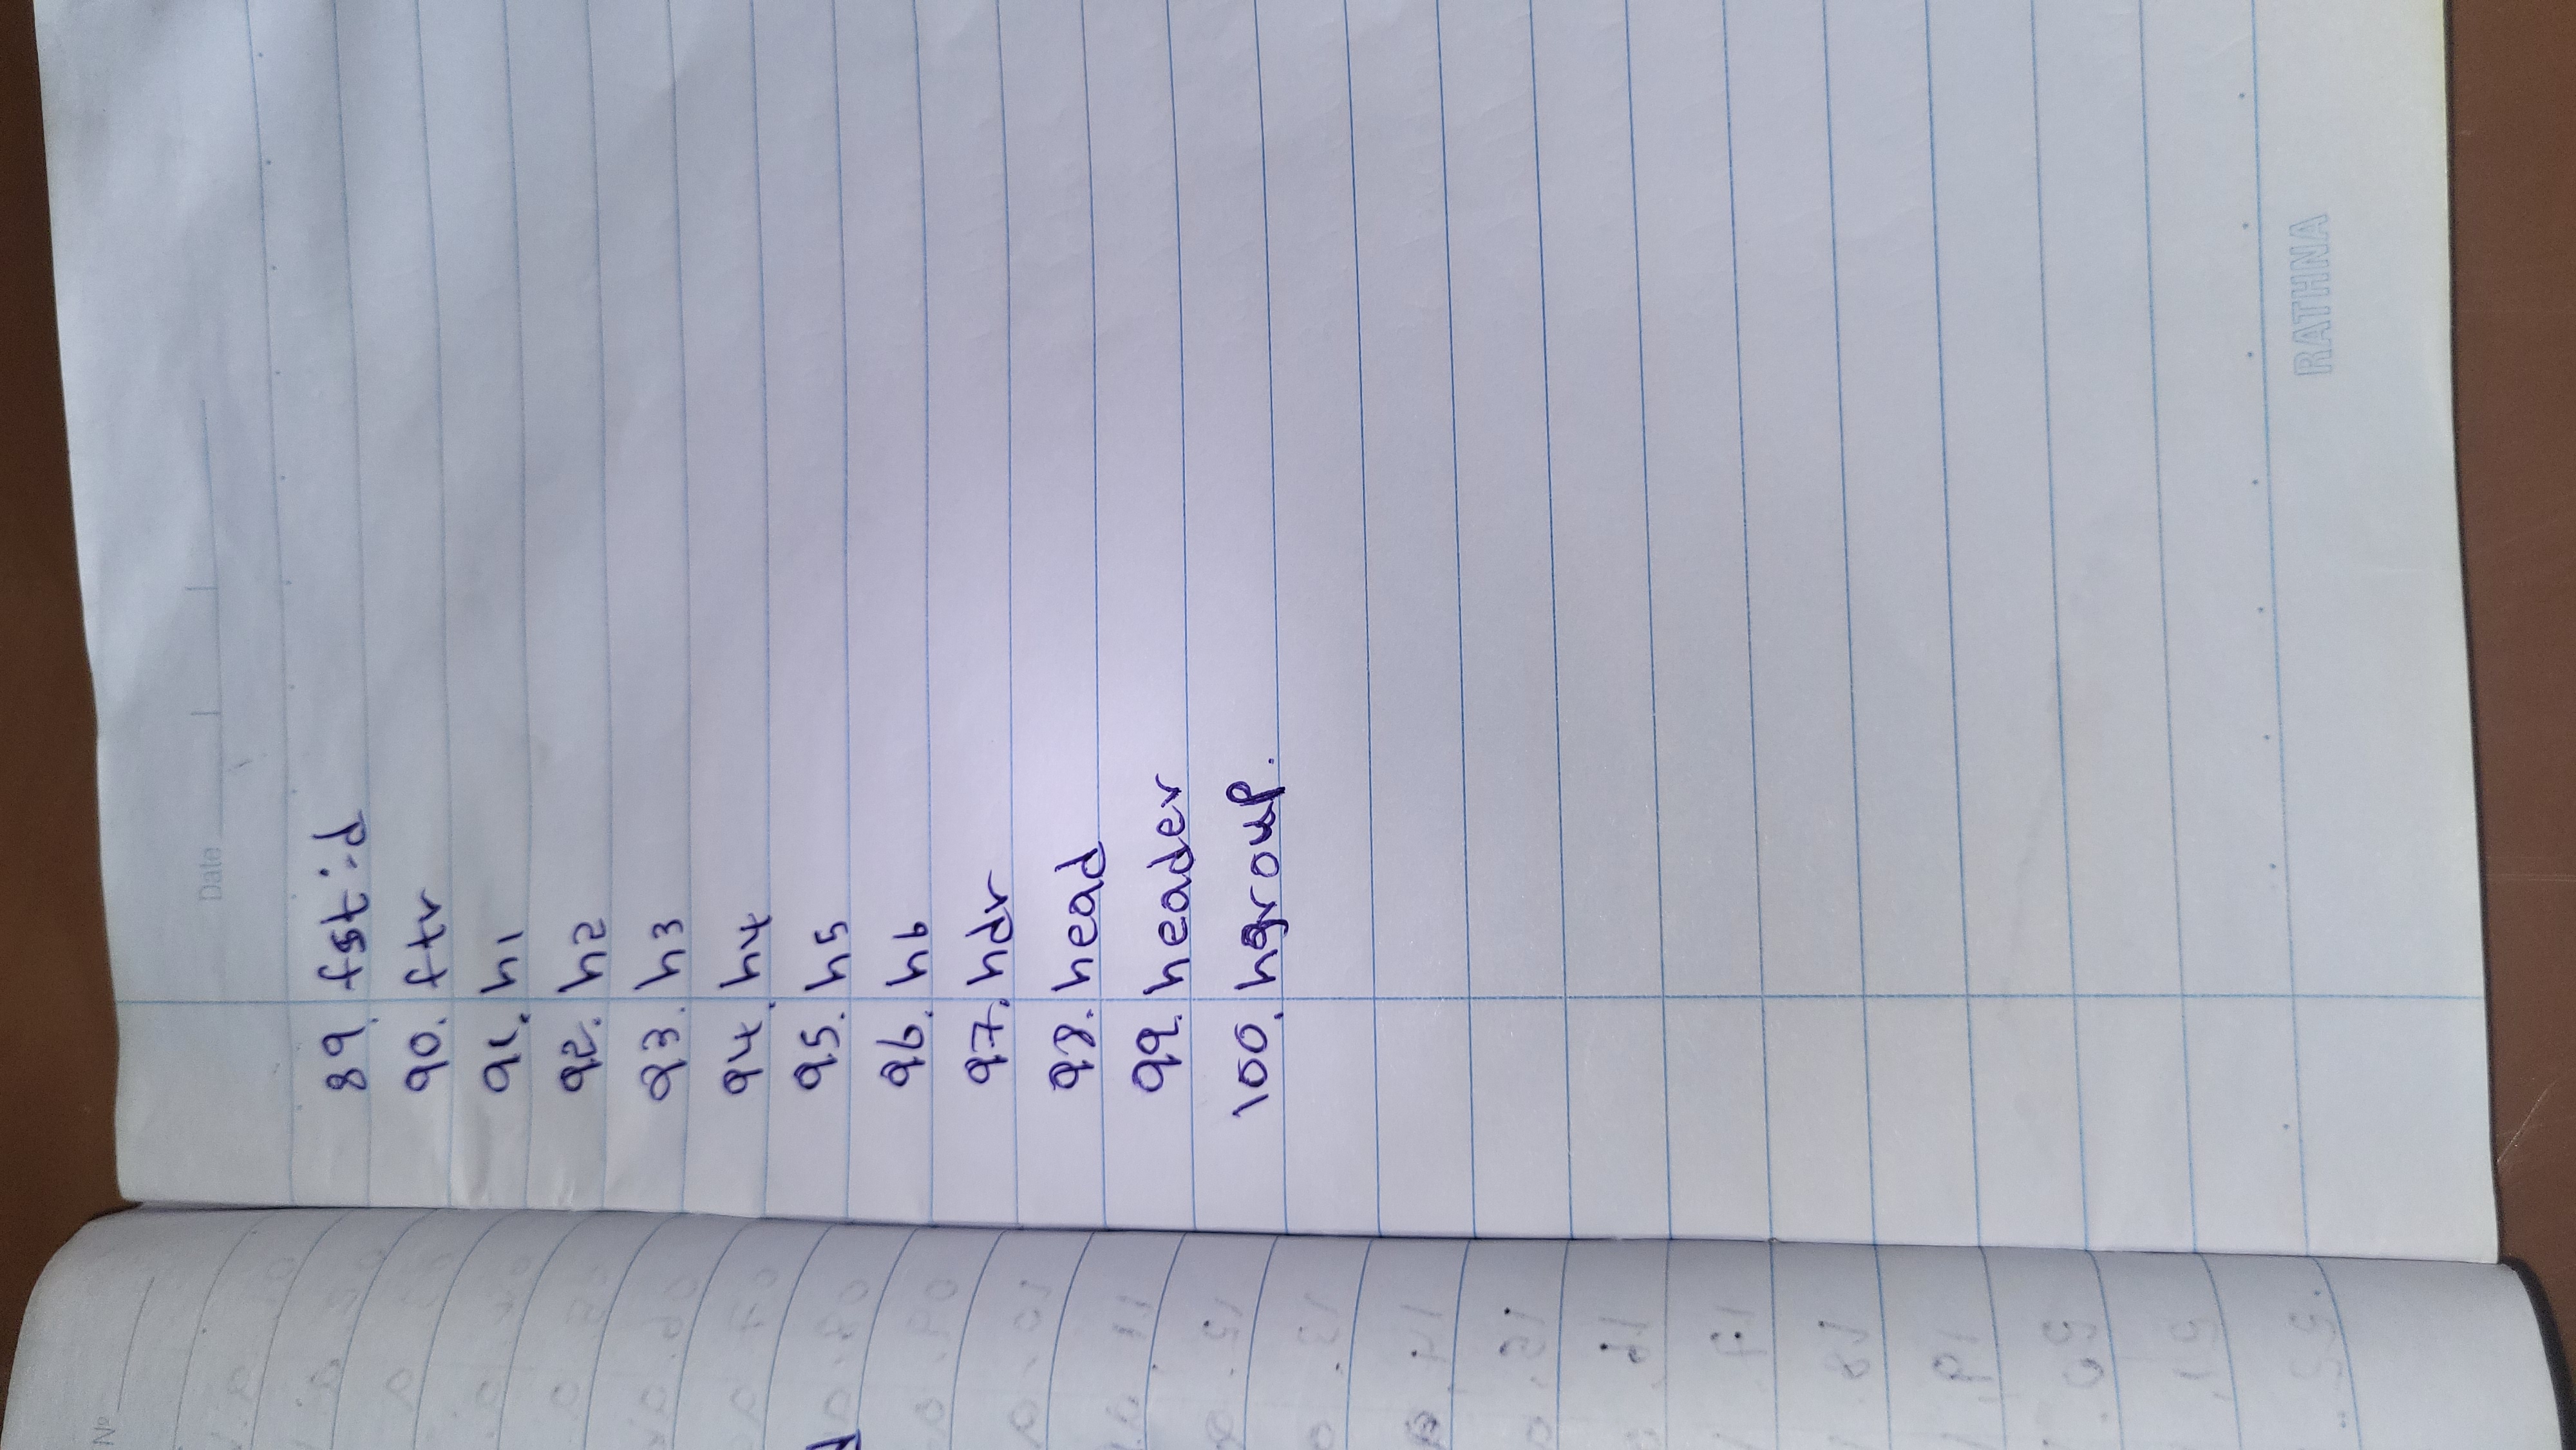 No
Date
89. fst:d
90. ftr
91. h1
92. h2
93. h3
94. h4
95. h5
96. h6
97. hdr
98. head
99. header
100. hgroup.
RATHNA